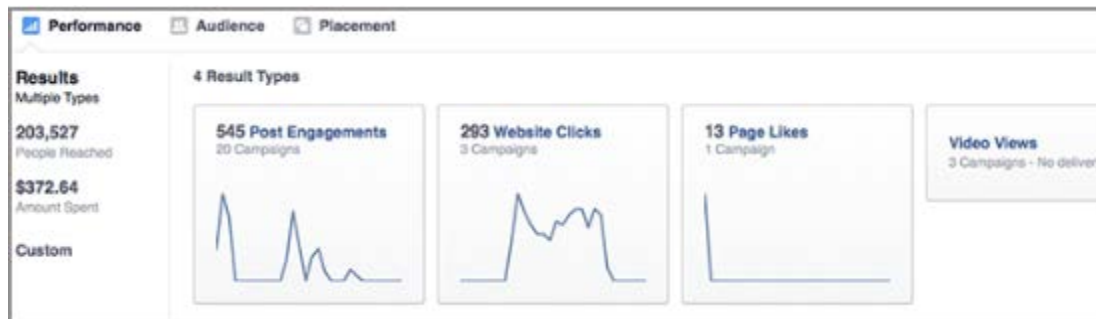 Performance Audience Placement
Results
Multiple Types
203,527
People Reached
$372.64
Amount Spent
Custom
4 Result Types
545 Post Engagements
20 Campaigns
293 Website Clicks
3 Campaigns
13 Page Likes
1 Campaign
Video Views
3 Campaigns - No deliver